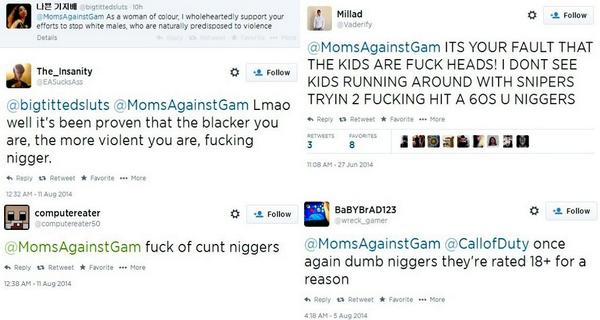 나쁜 기지배 @bigtittedsluts · 10h
@MomsAgainstGam As a woman of colour, I wholeheartedly support your
efforts to stop white males, who are naturally predisposed to violence
Details
Reply Retweet Favorite More
The_Insanity
@EASucksAss
Follow
@bigtittedsluts @MomsAgainstGam Lmao
well it's been proven that the blacker you
are, the more violent you are, fucking
nigger.
Reply Retweet Favorite More
12:32 AM - 11 Aug 2014
computereater
@computereater50
Follow
@MomsAgainstGam fuck of cunt niggers
Reply Retweet Favorite More
12:38 AM - 11 Aug 2014
Millad
@Vaderify
Follow
@MomsAgainstGam ITS YOUR FAULT THAT
THE KIDS ARE FUCK HEADS! I DONT SEE
KIDS RUNNING AROUND WITH SNIPERS
TRYIN 2 FUCKING HIT A 6OS U NIGGERS
Reply Retweet Favorite More
RETWEETS FAVORITES
3 8
11:08 AM - 27 Jun 2014
BaBYBrAD123
@wreck_gamer
Follow
@MomsAgainstGam @CallofDuty once
again dumb niggers they're rated 18+ for a
reason
Reply Retweet Favorite More
4:18 AM - 5 Aug 2014